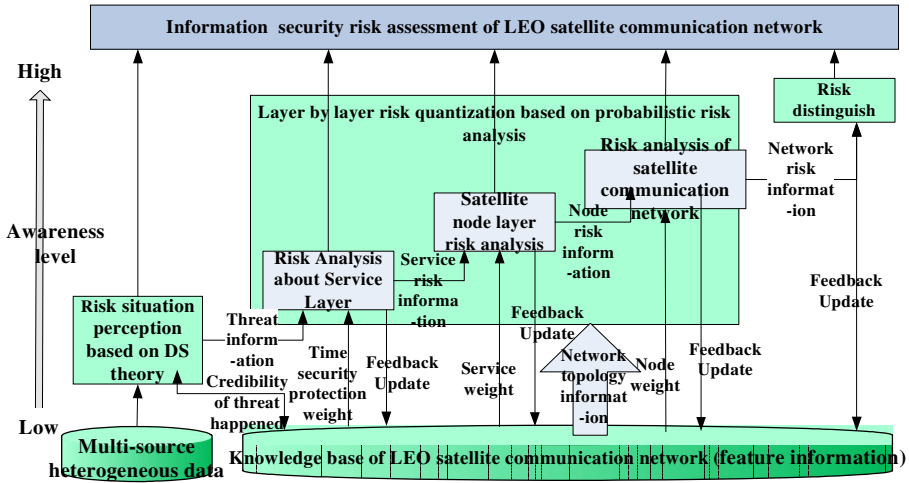 Information security risk assessment of LEO satellite communication network
High
Risk
distinguish
Layer by layer risk quantization based on probabilistic risk
analysis
Risk analysis of
satellite
communication
network
Network
risk
informat
-ion
Satellite
node layer
risk analysis
Node
risk
inform
-ation
Awareness
level
Risk Analysis
about Service
Layer
Service
risk
informa
-tion
Feedback
Update
Risk situation
perception
based on DS
theory
Threat
inform
-ation
Feedback
Update
Credibility
of threat
happened
Time
security
protection
weight
Feedback
Update
Service
weight
Network
topology
informat
-ion
Node
weight
Feedback
Update
Low
Multi-source
heterogeneous data
Knowledge base of LEO satellite communication network (feature information)